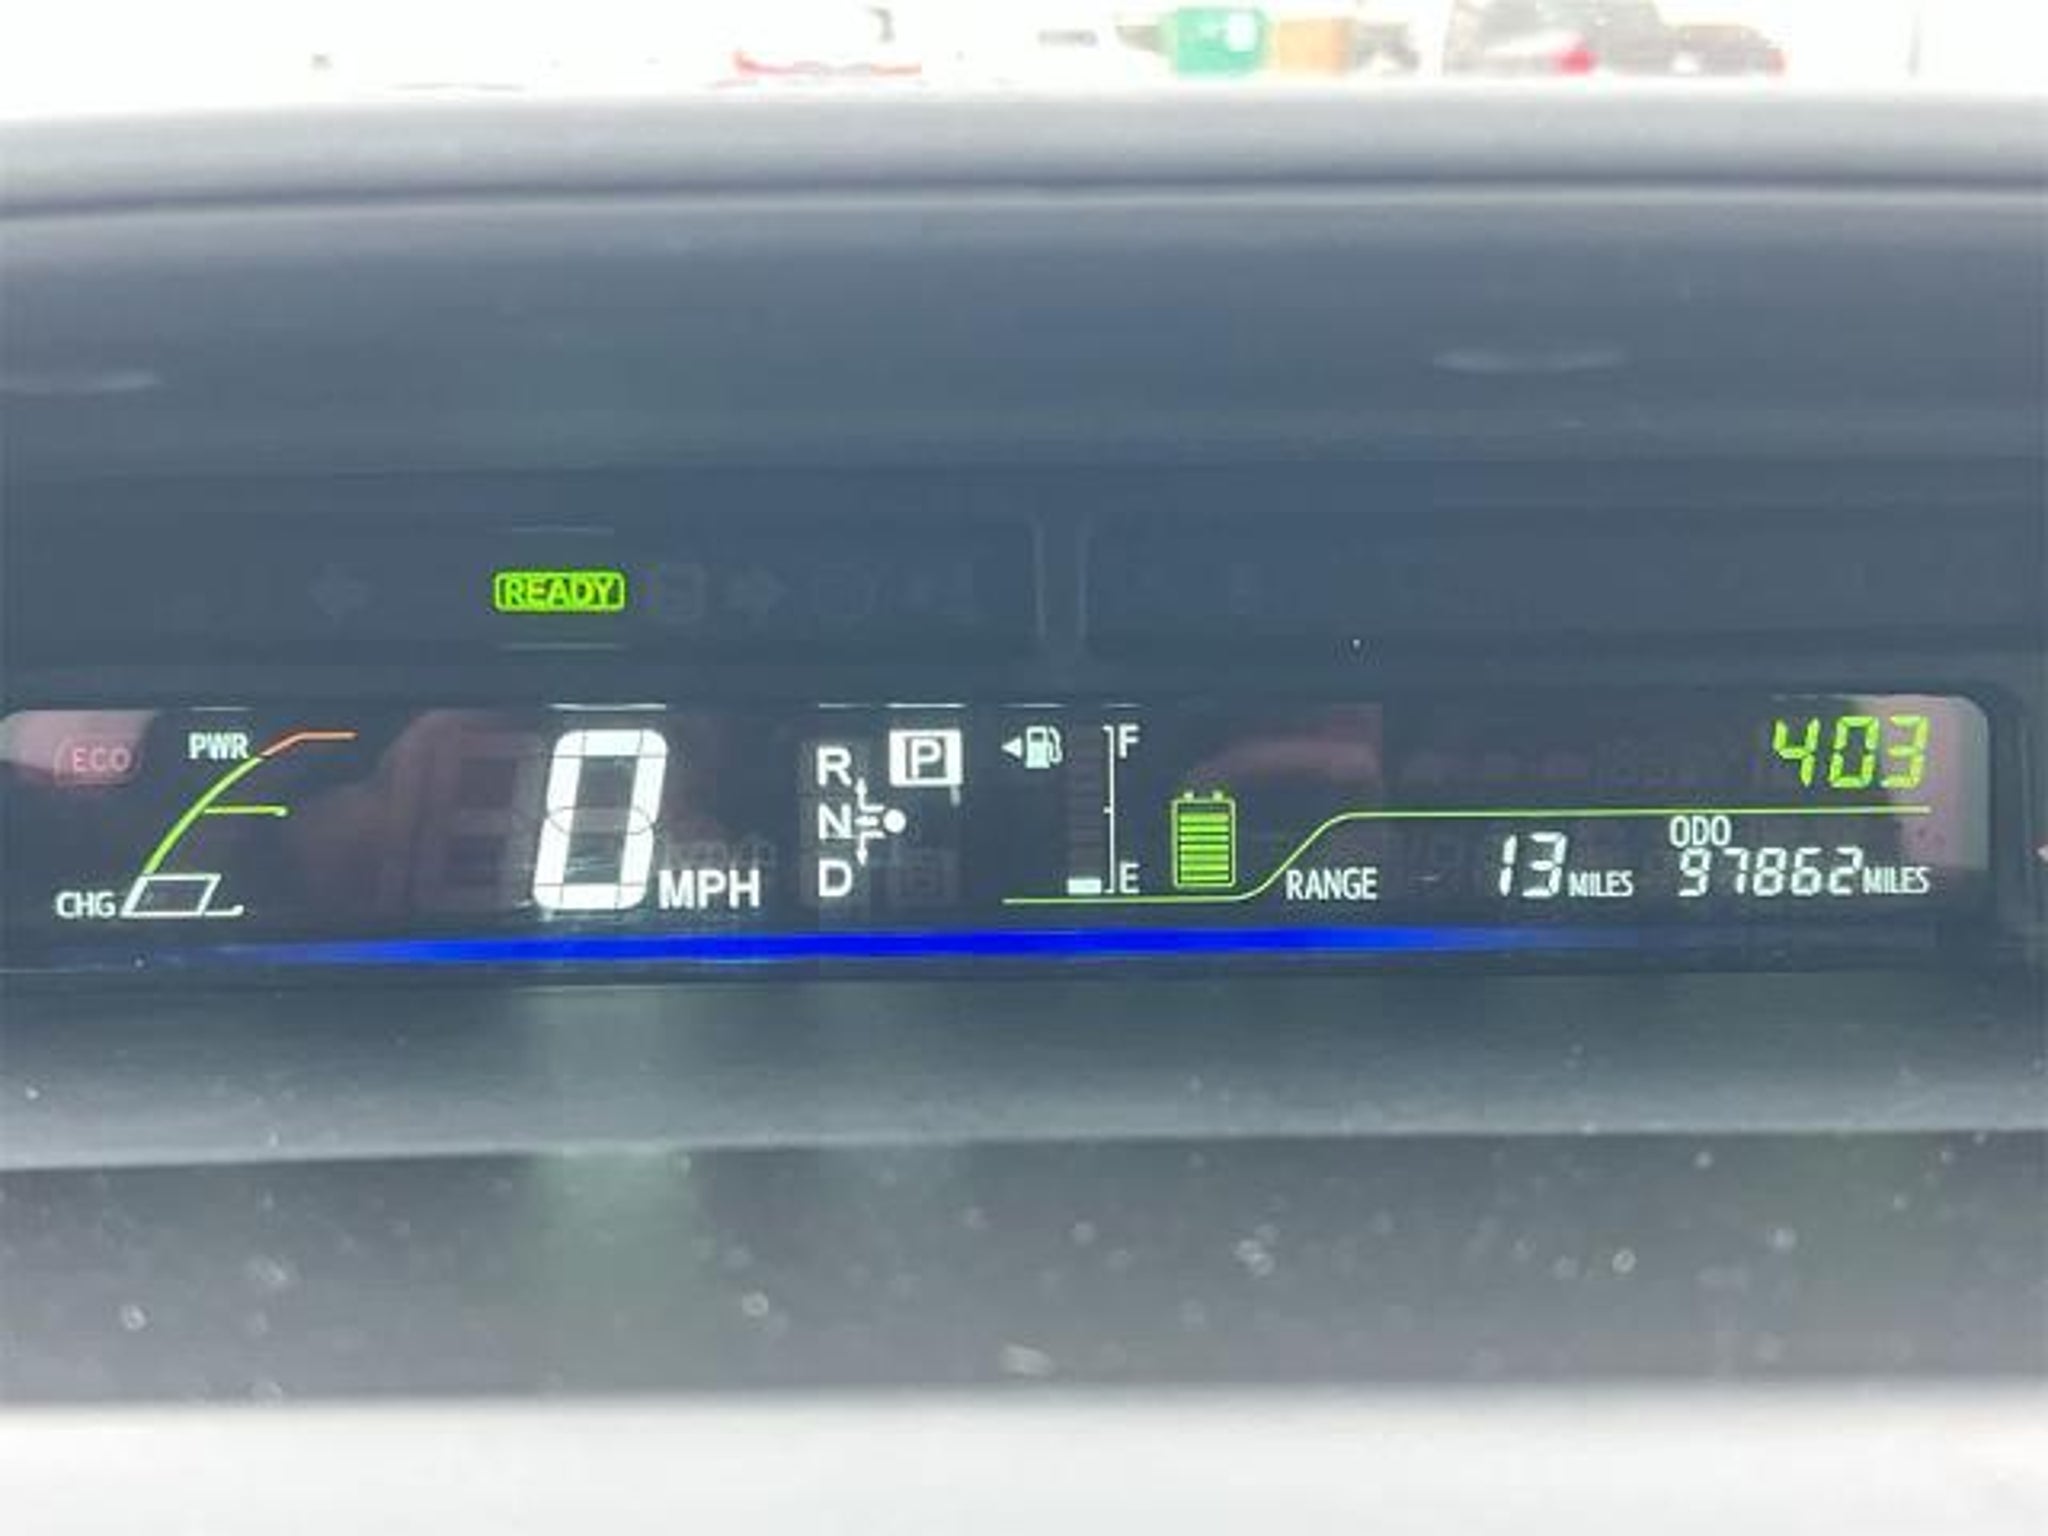 READY
403
ECO
PWR
P
R
N
D
F
E
0 MPH
CHG
RANGE 13 MILES
ODO
97862 MILES